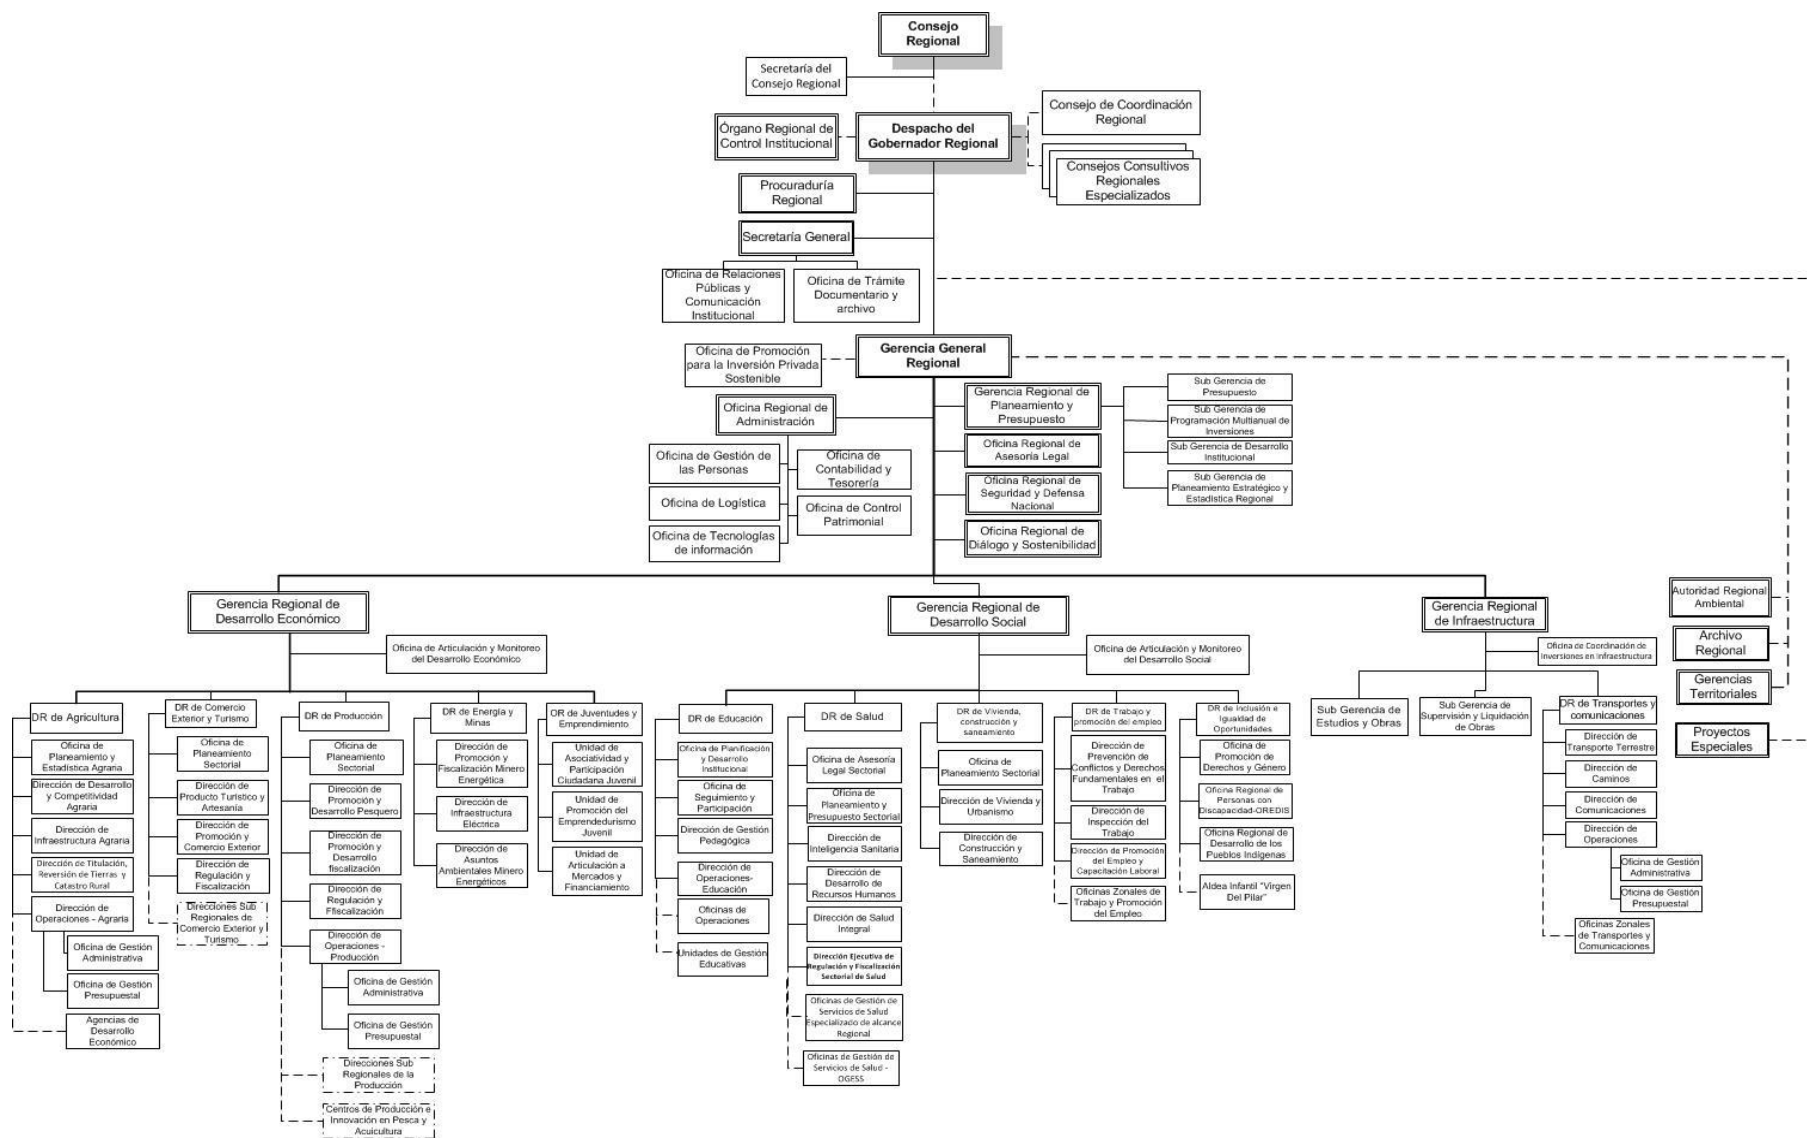 Consejo
Regional
Secretaría del
Consejo Regional
Consejo de Coordinación
Regional
Órgano Regional de
Control Institucional
Despacho del
Gobernador Regional
Consejos Consultivos
Regionales
Especializados
Procuraduría
Regional
Secretaría General
Oficina de Relaciones
Públicas y
Comunicación
Institucional
Oficina de Trámite
Documentario y
archivo
Oficina de Promoción
para la Inversión Privada
Sostenible
Gerencia General
Regional
Oficina Regional de
Administración
Gerencia Regional de
Planeamiento y
Presupuesto
Sub Gerencia de
Presupuesto
Sub Gerencia de
Programación Multianual de
Inversiones
Sub Gerencia de Desarrollo
Institucional
Sub Gerencia de
Planeamiento Estratégico y
Estadística Regional
Oficina de Gestión de
las Personas
Oficina de
Contabilidad y
Tesorería
Oficina de Logística
Oficina de Control
Patrimonial
Oficina de Tecnologías
de información
Oficina Regional de
Asesoría Legal
Oficina Regional de
Seguridad y Defensa
Nacional
Oficina Regional de
Diálogo y Sostenibilidad
Gerencia Regional de
Desarrollo Económico
Gerencia Regional de
Desarrollo Social
Gerencia Regional
de Infraestructura
Autoridad Regional
Ambiental
Archivo
Regional
Gerencias
Territoriales
Proyectos
Especiales
Oficina de Articulación y Monitoreo
del Desarrollo Económico
Oficina de Articulación y Monitoreo
del Desarrollo Social
Oficina de Coordinación de
Inversiones en Infraestructura
DR de Agricultura
Oficina de
Planeamiento y
Estadística Agraria
Dirección de Desarrollo
y Competitividad
Agraria
Dirección de
Infraestructura Agraria
Dirección de Titulación,
Reversión de Tierras y
Catastro Rural
Dirección de
Operaciones - Agraria
Oficina de Gestión
Administrativa
Oficina de Gestión
Presupuestal
Agencias de
Desarrollo
Económico
DR de Comercio
Exterior y Turismo
Oficina de
Planeamiento
Sectorial
Dirección de
Producto Turístico y
Artesanía
Dirección de
Promoción y
Comercio Exterior
Dirección de
Regulación y
Fiscalización
Direcciones Sub
Regionales de
Comercio Exterior y
Turismo
DR de Producción
Oficina de
Planeamiento
Sectorial
Dirección de
Promoción y
Desarrollo Pesquero
Dirección de
Promoción y
Desarrollo
fiscalización
Dirección de
Regulación y
Ffiscalización
Dirección de
Operaciones -
Producción
Oficina de Gestión
Administrativa
Oficina de Gestión
Presupuestal
Direcciones Sub
Regionales de la
Producción
Centros de Producción e
Innovación en Pesca y
Acuicultura
DR de Energía y
Minas
Dirección de
Promoción y
Fiscalización Minero
Energética
Dirección de
Infraestructura
Eléctrica
Dirección de
Asuntos
Ambientales Minero
Energéticos
OR de Juventudes y
Emprendimiento
Unidad de
Asociatividad y
Participación
Ciudadana Juvenil
Unidad de
Promoción del
Emprendedurismo
Juvenil
Unidad de
Articulación a
Mercados y
Financiamiento
DR de Educación
Oficina de Planificación
y Desarrollo
Institucional
Oficina de
Seguimiento y
Participación
Dirección de Gestión
Pedagógica
Dirección de
Operaciones-
Educación
Oficinas de
Operaciones
Unidades de Gestión
Educativas
DR de Salud
Oficina de Asesoría
Legal Sectorial
Oficina de
Planeamiento y
Presupuesto Sectorial
Dirección de
Inteligencia Sanitaria
Dirección de
Desarrollo de
Recursos Humanos
Dirección de Salud
Integral
Dirección Ejecutiva de
Regulación y Fiscalización
Sectorial de Salud
Oficinas de Gestión de
Servicios de Salud
Especializado de alcance
Regional
Oficinas de Gestión de
Servicios de Salud -
OGESS
DR de Vivienda,
construcción y
saneamiento
Oficina de
Planeamiento Sectorial
Dirección de Vivienda y
Urbanismo
Dirección de
Construcción y
Saneamiento
DR de Trabajo y
promoción del empleo
Dirección de
Prevención de
Conflictos y Derechos
Fundamentales en el
Trabajo
Dirección de
Inspección del
Trabajo
Dirección de Promoción
del Empleo y
Capacitación Laboral
Oficinas Zonales de
Trabajo y Promoción
del Empleo
DR de Inclusión e
Igualdad de
Oportunidades
Oficina de
Promoción de
Derechos y Género
Oficina Regional de
Personas con
Discapacidad-OREDIS
Oficina Regional de
Desarrollo de los
Pueblos Indígenas
Aldea Infantil "Virgen
Del Pilar"
Sub Gerencia de
Estudios y Obras
Sub Gerencia de
Supervisión y Liquidación
de Obras
DR de Transportes y
comunicaciones
Dirección de
Transporte Terrestre
Dirección de
Caminos
Dirección de
Comunicaciones
Dirección de
Operaciones
Oficina de Gestión
Administrativa
Oficina de Gestión
Presupuestal
Oficinas Zonales
de Transportes y
Comunicaciones